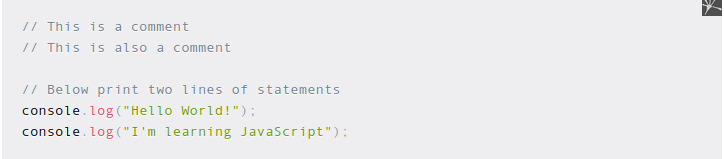 // This is a comment
// This is also a comment
// Below print two lines of statements
console.log("Hello World!");
console.log("I'm learning JavaScript");